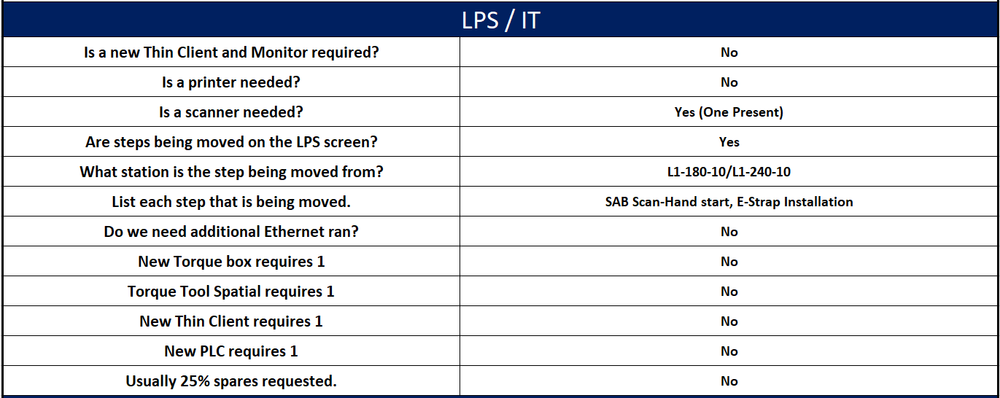 LPS / IT
Is a new Thin Client and Monitor required? No
Is a printer needed? No
Is a scanner needed? Yes (One Present)
Are steps being moved on the LPS screen? Yes
What station is the step being moved from? L1-180-10/L1-240-10
List each step that is being moved. SAB Scan-Hand start, E-Strap Installation
Do we need additional Ethernet ran? No
New Torque box requires 1 No
Torque Tool Spatial requires 1 No
New Thin Client requires 1 No
New PLC requires 1 No
Usually 25% spares requested. No